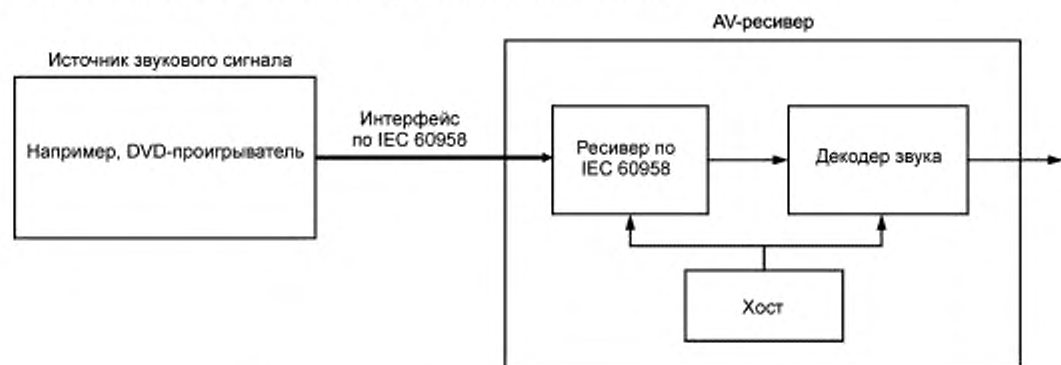 AV-ресивер
Источник звукового сигнала
Например, DVD-проигрыватель
Интерфейс
по IEC 60958
Ресивер по
IEC 60958
Декодер звука
Хост